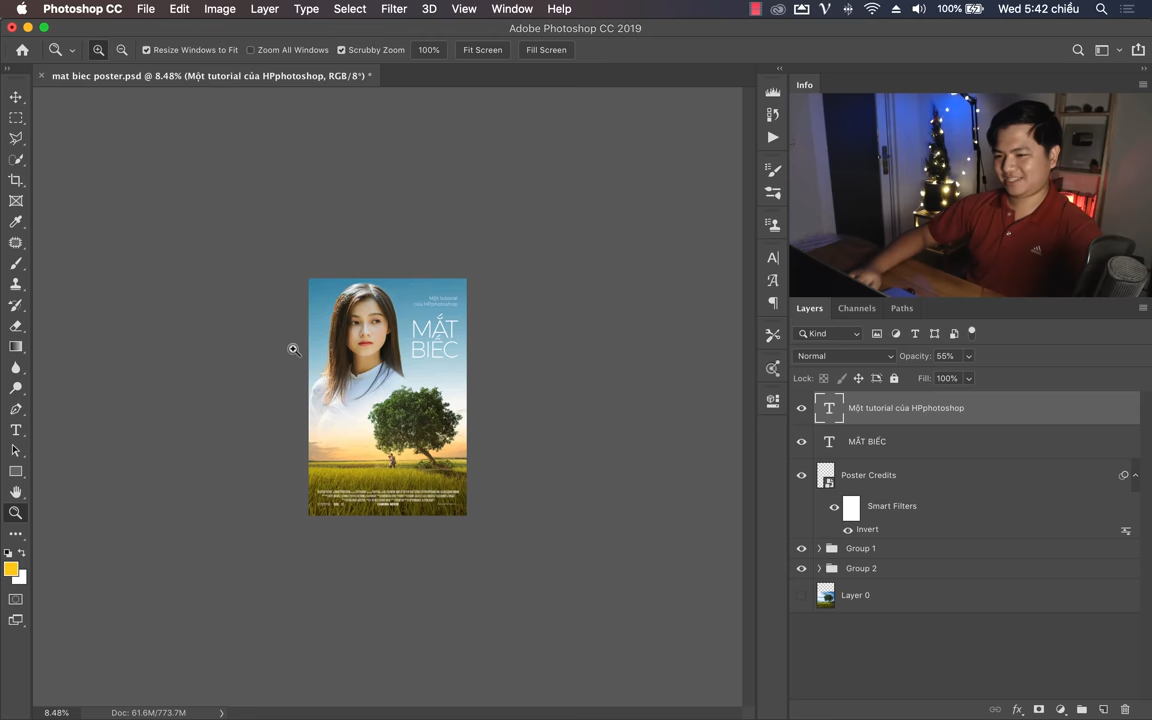 Photoshop CC File Edit Image Layer Type Select Filter 3D View Window Help 100% Wed 5:42 chiều
Adobe Photoshop CC 2019
Resize Windows to Fit Zoom All Windows Scrubby Zoom 100% Fit Screen Fill Screen
mat biec poster.psd @ 8.48% (Một tutorial của HPphotoshop, RGB/8*) *
Info
Một tutorial
của HPphotoshop
MẮT
BIẾC
COMING SOON
Layers Channels Paths
Kind
Normal Opacity: 55%
Lock: Fill: 100%
Một tutorial của HPphotoshop
MẮT BIẾC
Poster Credits
Smart Filters
Invert
Group 1
Group 2
Layer 0
8.48% Doc: 61.6M/773.7M